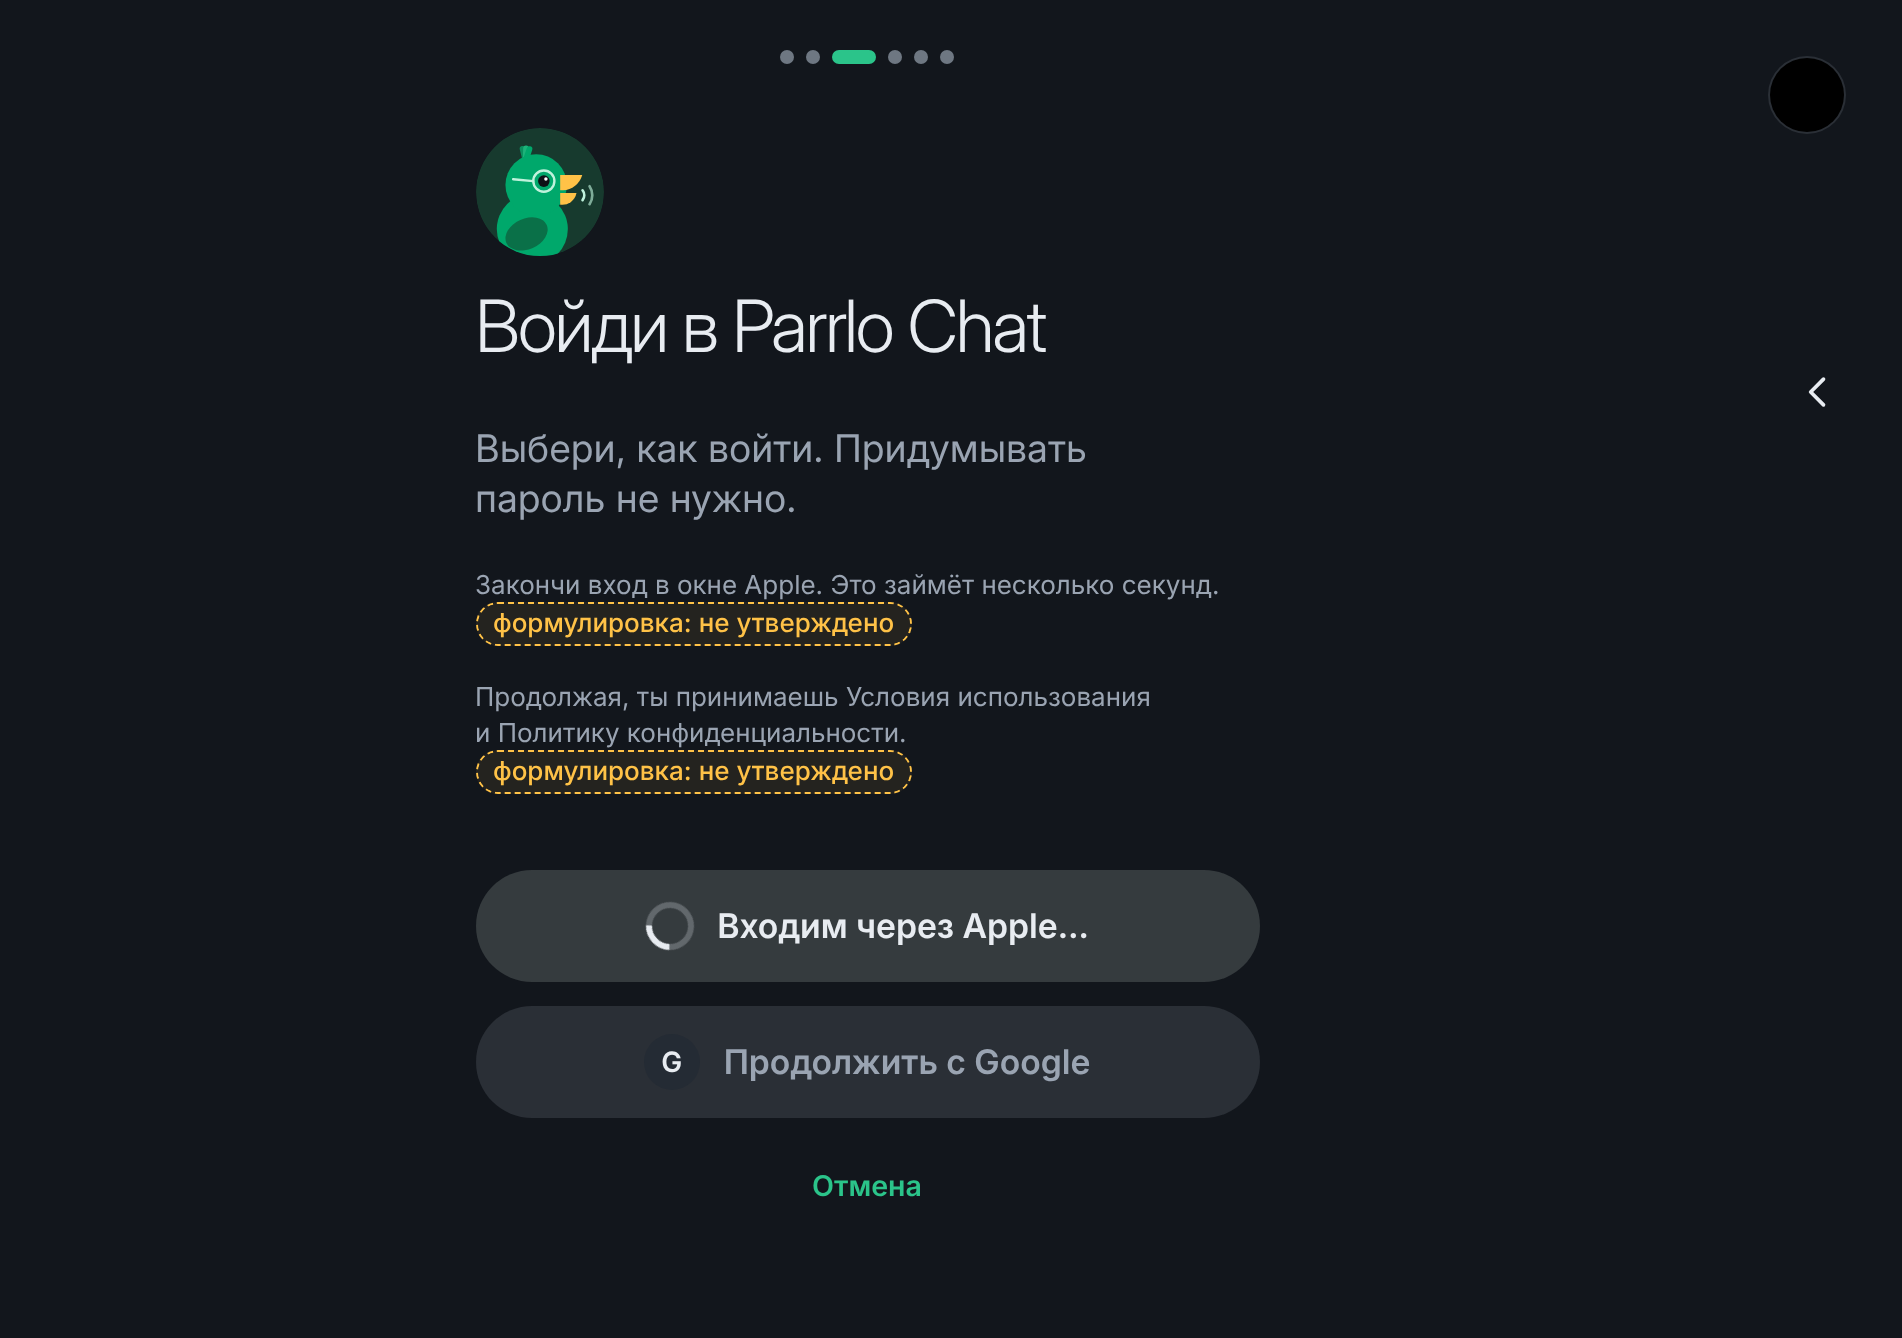 Войди в Parrlo Chat
Выбери, как войти. Придумывать
пароль не нужно.
Закончи вход в окне Apple. Это займёт несколько секунд.
формулировка: не утверждено
Продолжая, ты принимаешь Условия использования
и Политику конфиденциальности.
формулировка: не утверждено
Входим через Apple...
G Продолжить с Google
Отмена